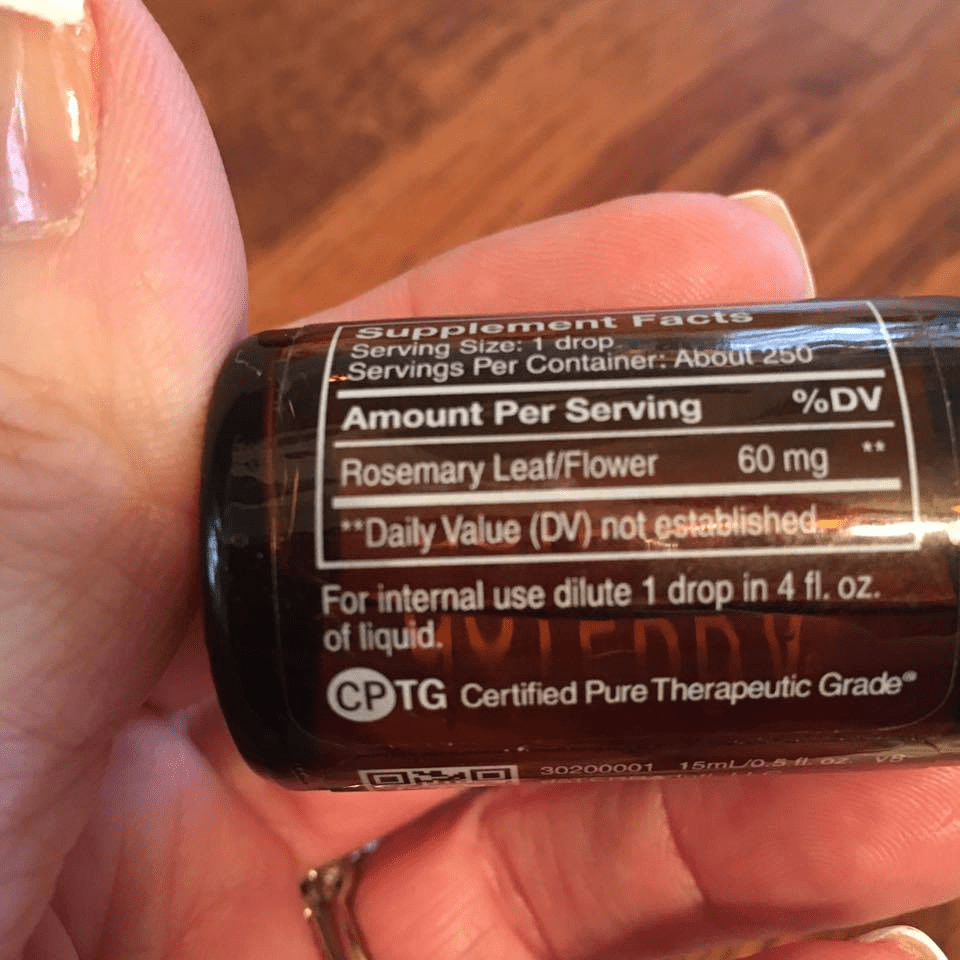 Supplement Facts
Serving Size: 1 drop
Servings Per Container: About 250
Amount Per Serving %DV
Rosemary Leaf/Flower 60 mg **
**Daily Value (DV) not established.
For internal use dilute 1 drop in 4 fl. oz.
of liquid.
CPTG Certified Pure Therapeutic Grade®
30200001 15mL/0.5 fl. oz. V8